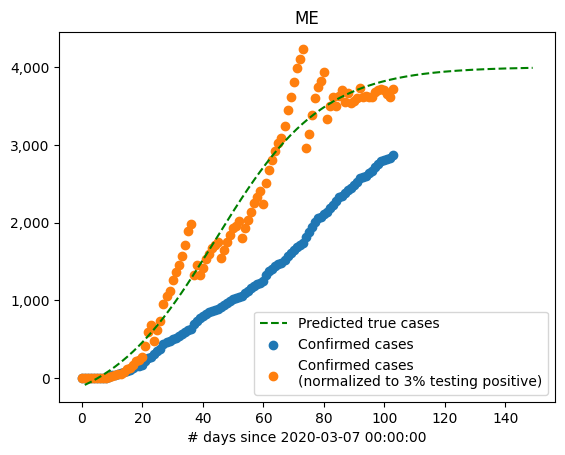 ME
4,000
3,000
2,000
1,000
0
Predicted true cases
Confirmed cases
Confirmed cases
(normalized to 3% testing positive)
0 20 40 60 80 100 120 140
# days since 2020-03-07 00:00:00